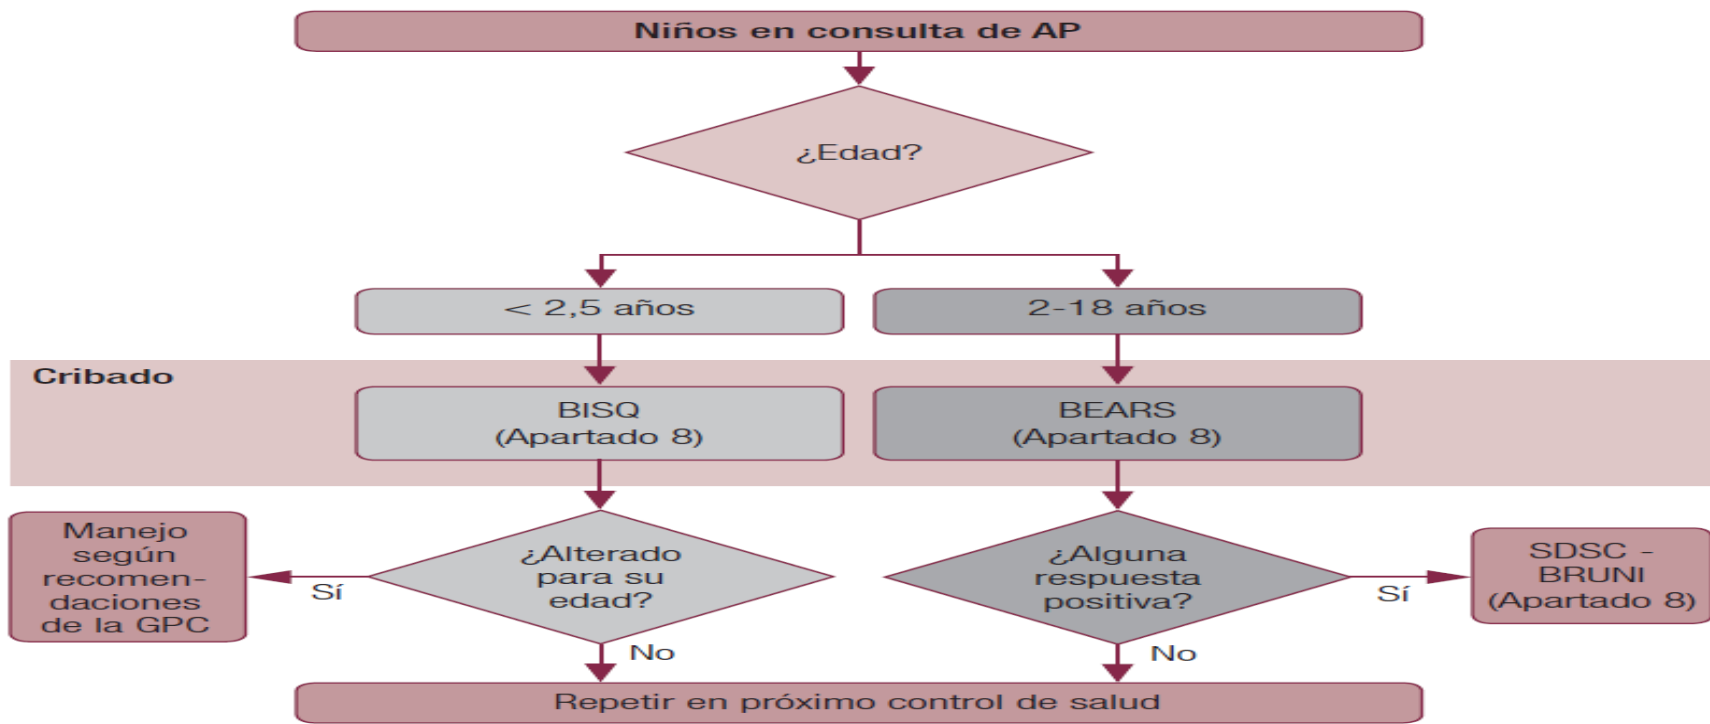 Niños en consulta de AP
¿Edad?
< 2,5 años
2-18 años
Cribado
BISQ
(Apartado 8)
BEARS
(Apartado 8)
Manejo
según
recomen-
daciones
de la GPC
Sí
¿Alterado
para su
edad?
¿Alguna
respuesta
positiva?
Sí
SDSC -
BRUNI
(Apartado 8)
No
No
Repetir en próximo control de salud